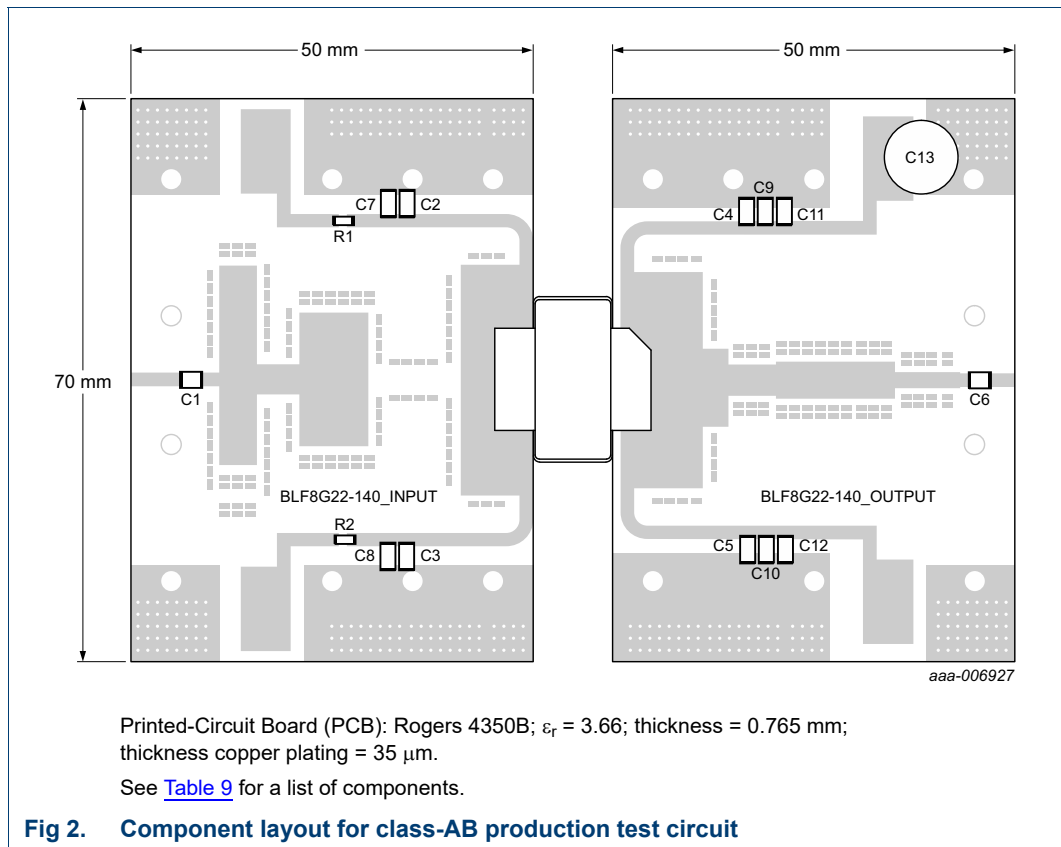 50 mm
50 mm
C13
C9
C7 C2
C4 C11
R1
70 mm
C1
C6
BLF8G22-140_INPUT
BLF8G22-140_OUTPUT
R2
C8 C3
C5 C12
C10
aaa-006927
Printed-Circuit Board (PCB): Rogers 4350B; εr = 3.66; thickness = 0.765 mm;
thickness copper plating = 35 μm.
See Table 9 for a list of components.
Fig 2. Component layout for class-AB production test circuit